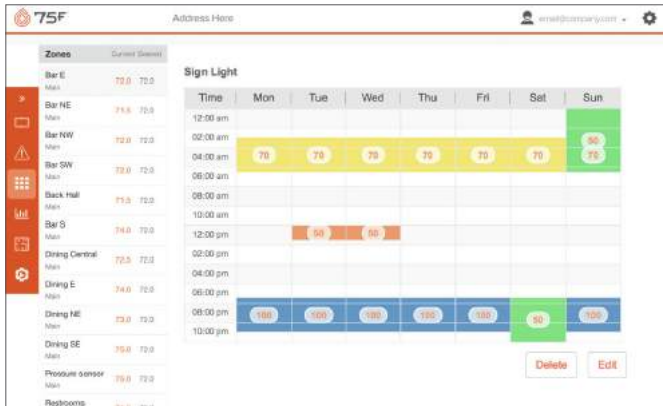 75F
Address Here
email@company.com
Zones Current Desired
Bar E
Main
72.0 72.0
Bar NE
Main
71.5 72.0
Bar NW
Main
72.0 72.0
Bar SW
Main
72.0 72.0
Back Hall
Main
71.5 72.0
Bar S
Main
74.0 72.0
Dining Central
Main
72.5 72.0
Dining E
Main
74.0 72.0
Dining NE
Main
73.0 72.0
Dining SE
Main
75.0 72.0
Pressure sensor
Main
75.0 72.0
Restrooms
Sign Light
Time Mon Tue Wed Thu Fri Sat Sun
12:00 am
02:00 am
50
04:00 am 70 70 70 70 70 70 70
06:00 am
08:00 am
10:00 am
12:00 pm 50 50
02:00 pm
04:00 pm
06:00 pm
08:00 pm 100 100 100 100 100 50 100
10:00 pm
Delete Edit